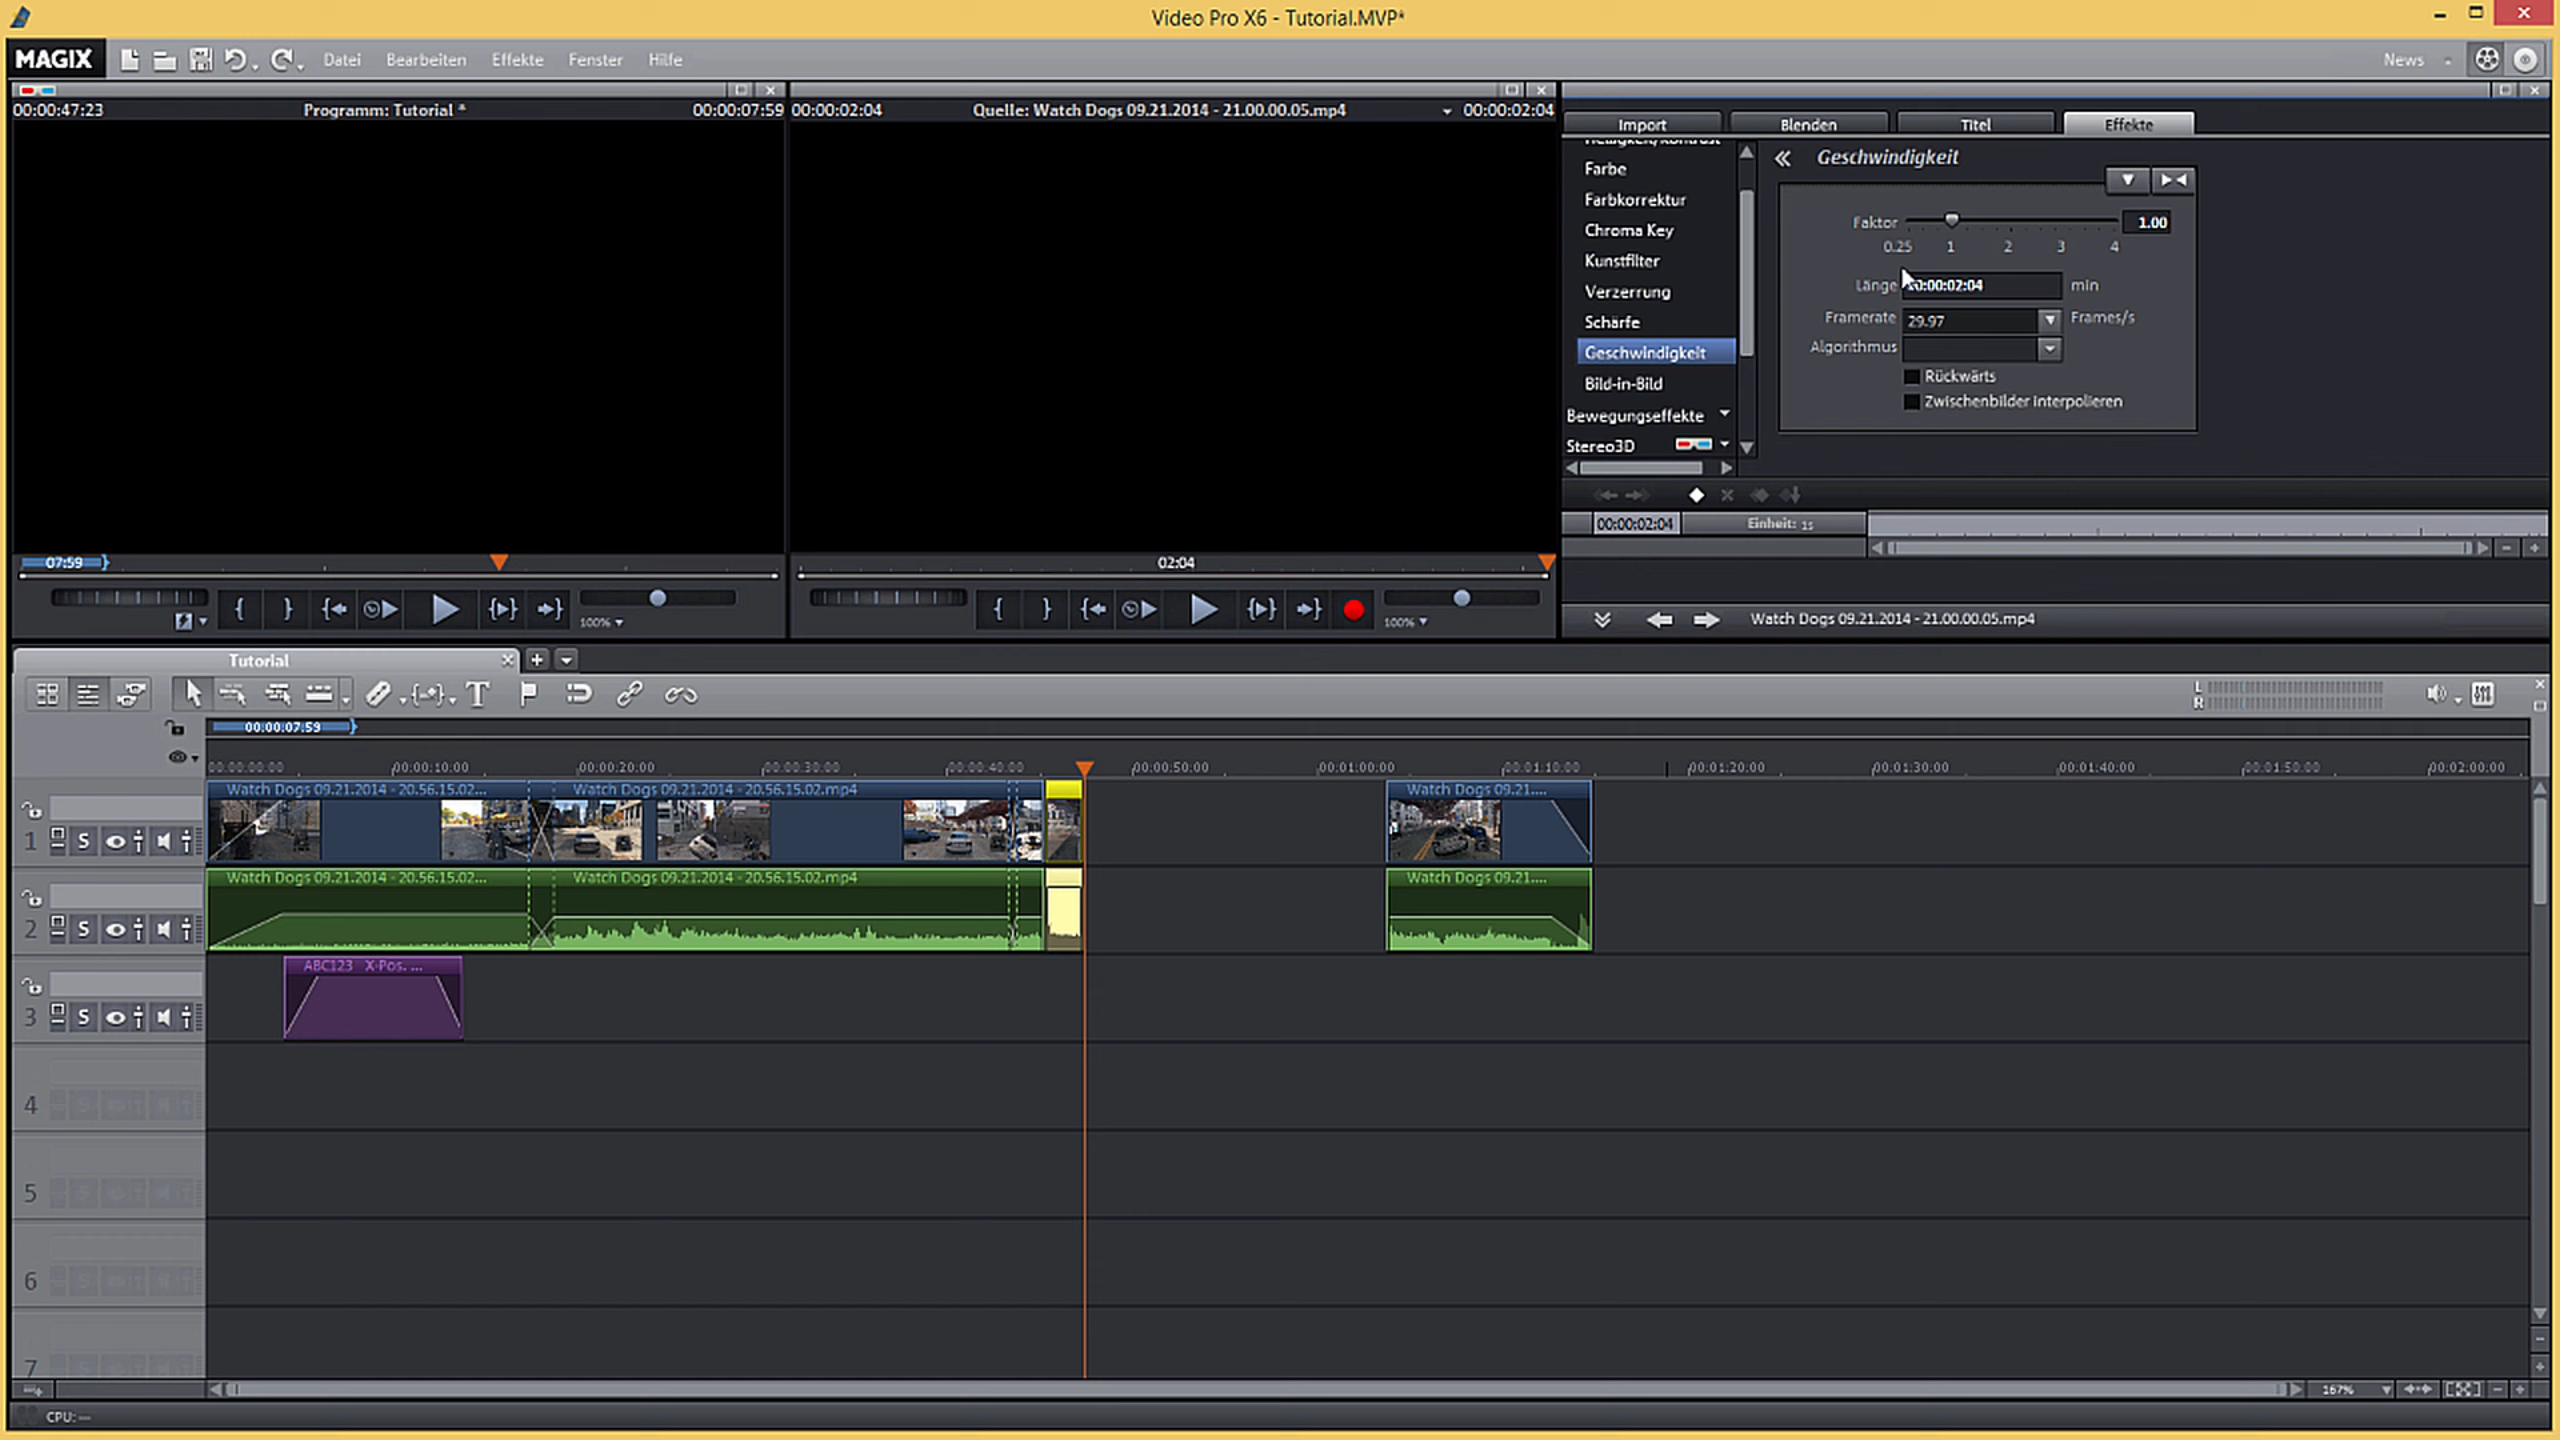 Video Pro X6 - Tutorial.MVP*
MAGIX Datei Bearbeiten Effekte Fenster Hilfe News
00:00:47:23 Programm: Tutorial * 00:00:07:59
00:00:02:04 Quelle: Watch Dogs 09.21.2014 - 21.00.00.05.mp4 00:00:02:04
Import Blenden Titel Effekte
Helligkeit/Kontrast
Farbe
Farbkorrektur
Chroma Key
Kunstfilter
Verzerrung
Schärfe
Geschwindigkeit
Bild-in-Bild
Bewegungseffekte
Stereo3D
Geschwindigkeit
Faktor 1.00
0.25 1 2 3 4
Länge 00:00:02:04 min
Framerate 29.97 Frames/s
Algorithmus
Rückwärts
Zwischenbilder interpolieren
00:00:02:04 Einheit: 1s
Watch Dogs 09.21.2014 - 21.00.00.05.mp4
07:59
100%
02:04
100%
Tutorial
T
L
R
00:00:07:59
00:00:00:00 00:00:10:00 00:00:20:00 00:00:30:00 00:00:40:00 00:00:50:00 00:01:00:00 00:01:10:00 00:01:20:00 00:01:30:00 00:01:40:00 00:01:50:00 00:02:00:00
Watch Dogs 09.21.2014 - 20.56.15.02... Watch Dogs 09.21.2014 - 20.56.15.02.mp4 Watch Dogs 09.21....
1 S
Watch Dogs 09.21.2014 - 20.56.15.02... Watch Dogs 09.21.2014 - 20.56.15.02.mp4 Watch Dogs 09.21....
2 S
ABC123 X-Pos. ...
3 S
4 S
5 S
6 S
7
167%
CPU: —